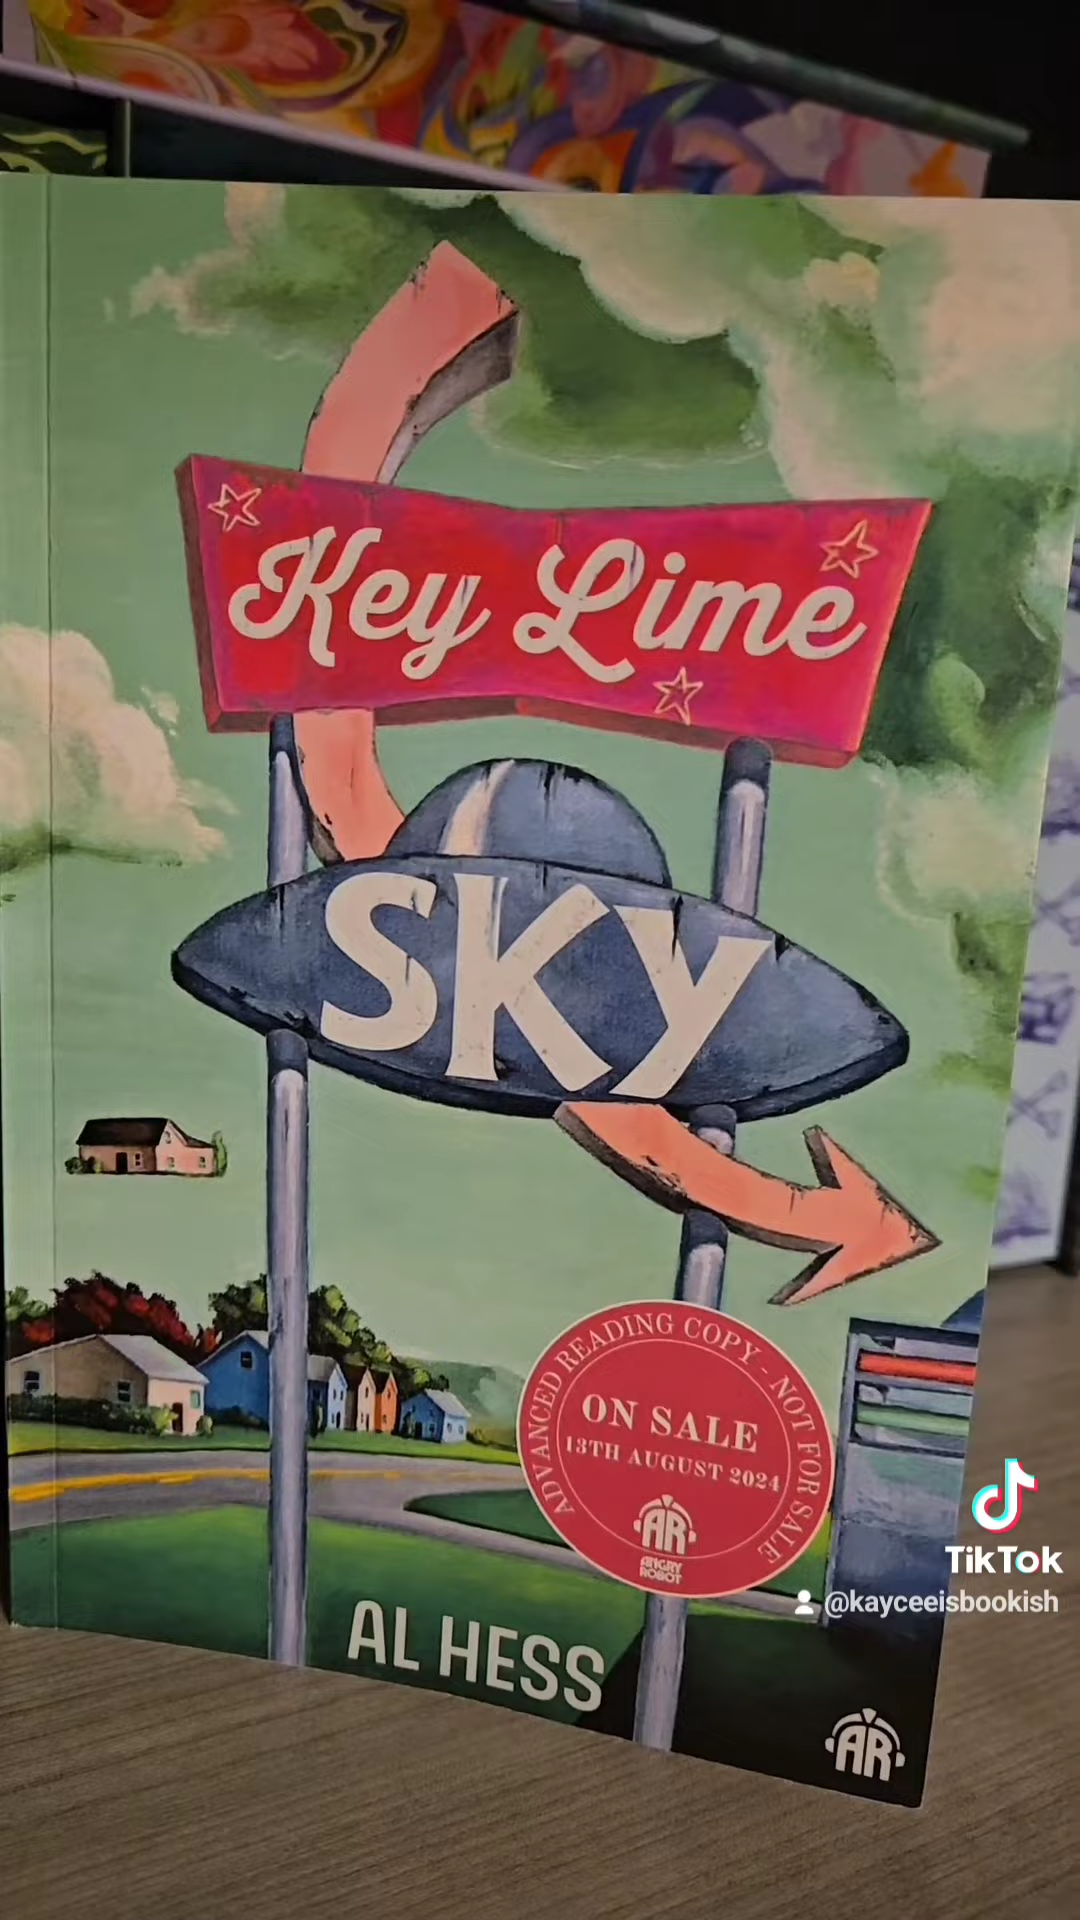 Key Lime
SKY
ADVANCED READING COPY - NOT FOR SALE
ON SALE
13TH AUGUST 2024
AR
ANGRY
ROBOT
TikTok
@kayceeisbookish
AL HESS
AR